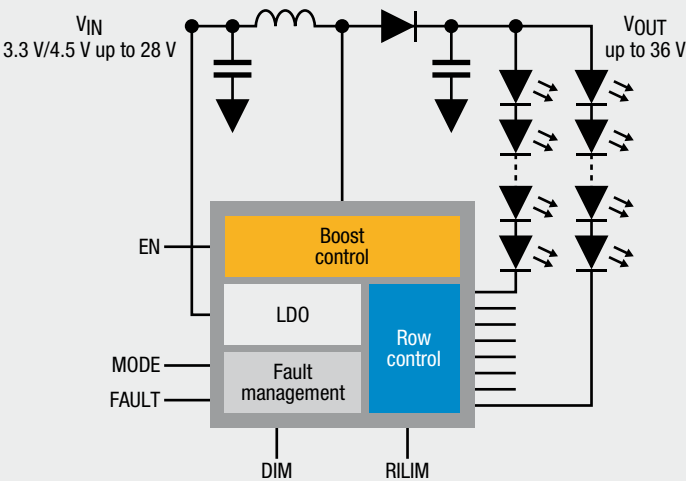 VIN
3.3 V/4.5 V up to 28 V
VOUT
up to 36 V
EN
Boost
control
LDO
Row
control
MODE
Fault
management
FAULT
DIM
RILIM